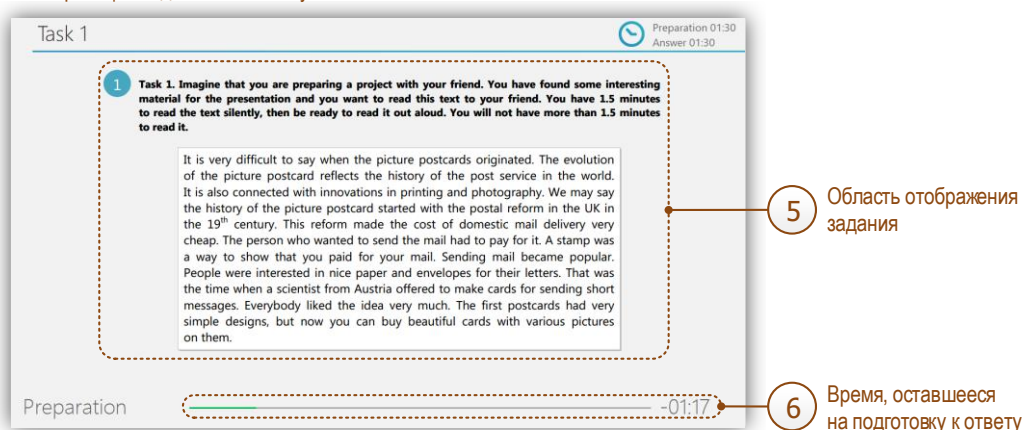 Task 1
Preparation 01:30
Answer 01:30
1
Task 1. Imagine that you are preparing a project with your friend. You have found some interesting
material for the presentation and you want to read this text to your friend. You have 1.5 minutes
to read the text silently, then be ready to read it out aloud. You will not have more than 1.5 minutes
to read it.
It is very difficult to say when the picture postcards originated. The evolution
of the picture postcard reflects the history of the post service in the world.
It is also connected with innovations in printing and photography. We may say
the history of the picture postcard started with the postal reform in the UK in
the 19th century. This reform made the cost of domestic mail delivery very
cheap. The person who wanted to send the mail had to pay for it. A stamp was
a way to show that you paid for your mail. Sending mail became popular.
People were interested in nice paper and envelopes for their letters. That was
the time when a scientist from Austria offered to make cards for sending short
messages. Everybody liked the idea very much. The first postcards had very
simple designs, but now you can buy beautiful cards with various pictures
on them.
5
Область отображения
задания
Preparation
-01:17
6
Время, оставшееся
на подготовку к ответу